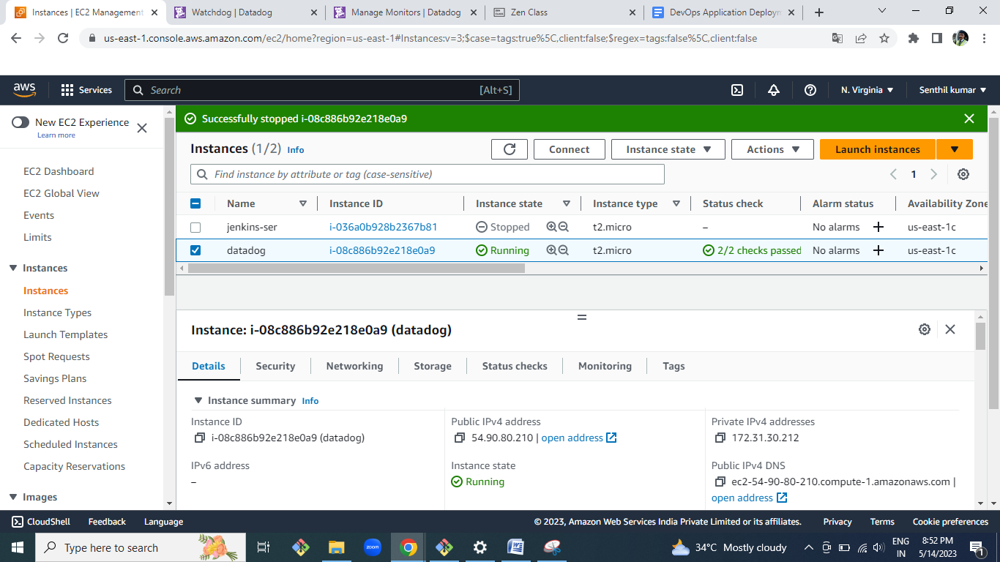 Instances | EC2 Management
Watchdog | Datadog
Manage Monitors | Datadog
Zen Class
DevOps Application Deploym
us-east-1.console.aws.amazon.com/ec2/home?region=us-east-1#Instances:v=3;$case=tags:true%5C,client:false;$regex=tags:false%5C,client:false
aws
Services
Search
[Alt+S]
N. Virginia
Senthil kumar
New EC2 Experience
Learn more
EC2 Dashboard
EC2 Global View
Events
Limits
Instances
Instances
Instance Types
Launch Templates
Spot Requests
Savings Plans
Reserved Instances
Dedicated Hosts
Scheduled Instances
Capacity Reservations
Images
Successfully stopped i-08c886b92e218e0a9
Instances (1/2) Info
Connect
Instance state
Actions
Launch instances
Find instance by attribute or tag (case-sensitive)
1
Name Instance ID Instance state Instance type Status check Alarm status Availability Zone
jenkins-ser i-036a0b928b2367b81 Stopped t2.micro – No alarms us-east-1c
datadog i-08c886b92e218e0a9 Running t2.micro 2/2 checks passed No alarms us-east-1c
Instance: i-08c886b92e218e0a9 (datadog)
Details Security Networking Storage Status checks Monitoring Tags
Instance summary Info
Instance ID
i-08c886b92e218e0a9 (datadog)
Public IPv4 address
54.90.80.210 | open address
Private IPv4 addresses
172.31.30.212
IPv6 address
–
Instance state
Running
Public IPv4 DNS
ec2-54-90-80-210.compute-1.amazonaws.com |
open address
CloudShell Feedback Language
© 2023, Amazon Web Services India Private Limited or its affiliates. Privacy Terms Cookie preferences
Type here to search
zoom
34°C Mostly cloudy
ENG
IN
8:52 PM
5/14/2023
1